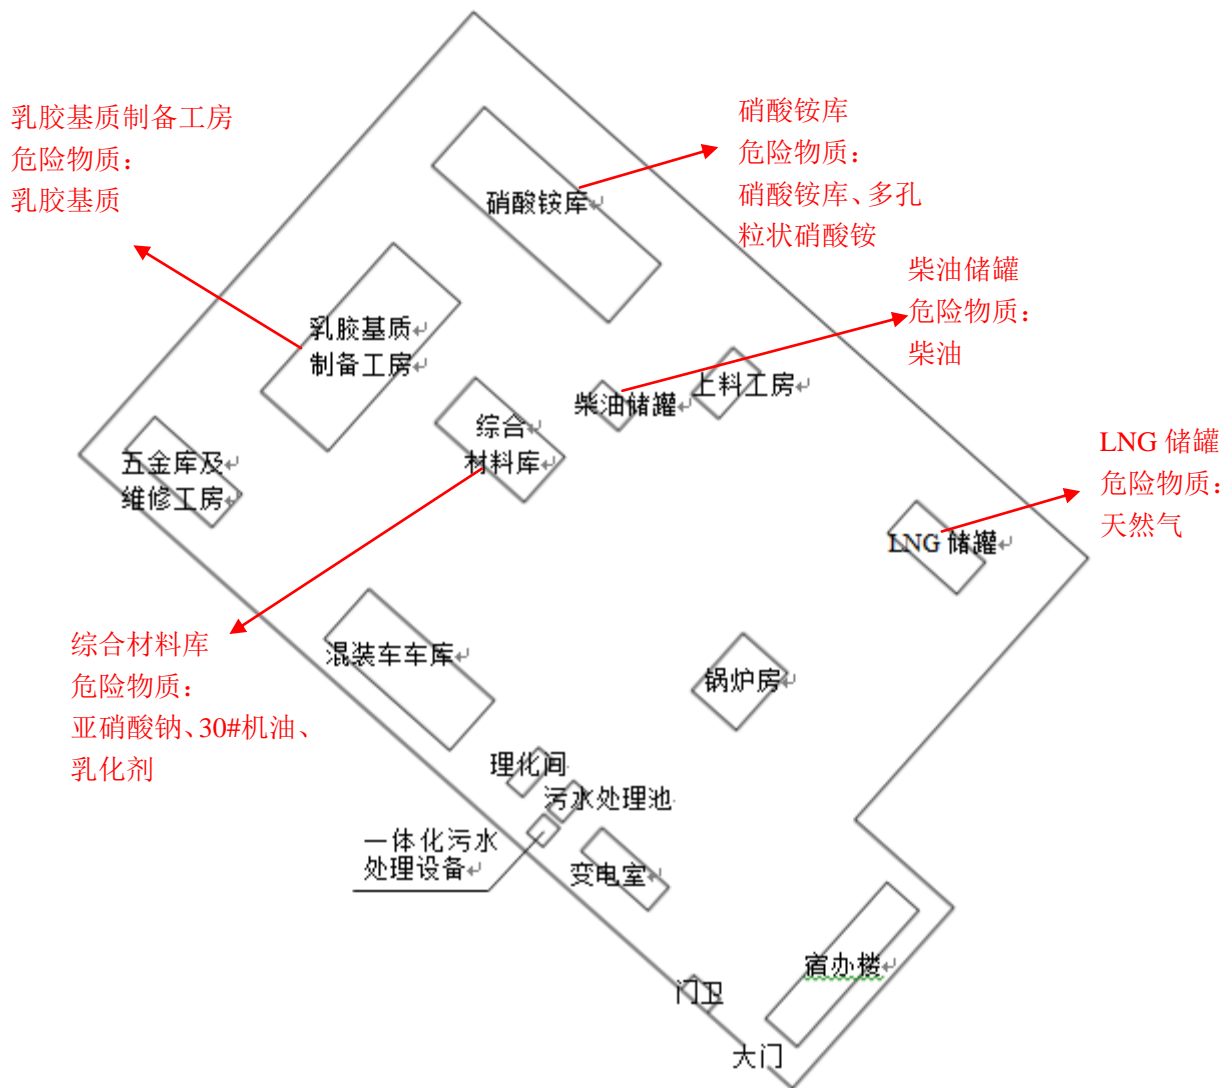 乳胶基质制备工房
危险物质：
乳胶基质
硝酸铵库
危险物质：
硝酸铵库、多孔
粒状硝酸铵
硝酸铵库
柴油储罐
危险物质：
柴油
乳胶基质
制备工房
上料工房
柴油储罐
综合
材料库
五金库及
维修工房
LNG 储罐
危险物质：
天然气
LNG 储罐
综合材料库
危险物质：
亚硝酸钠、30#机油、
乳化剂
混装车车库
锅炉房
理化间
污水处理池
一体化污水
处理设备
变电室
宿办楼
门卫
大门